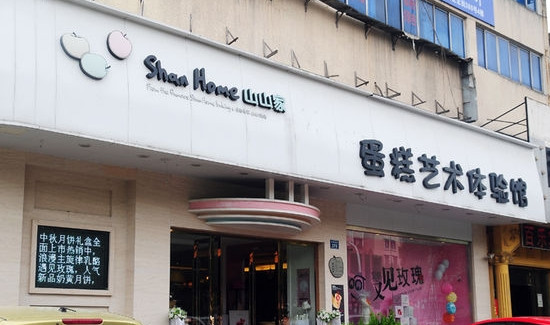 Shan Home 山山家
蛋糕艺术体验馆
中秋月饼礼盒全
面上市热销中,
浪漫主旋律乳酪
遇见玫瑰,人气
新品奶黄月饼,
遇见玫瑰